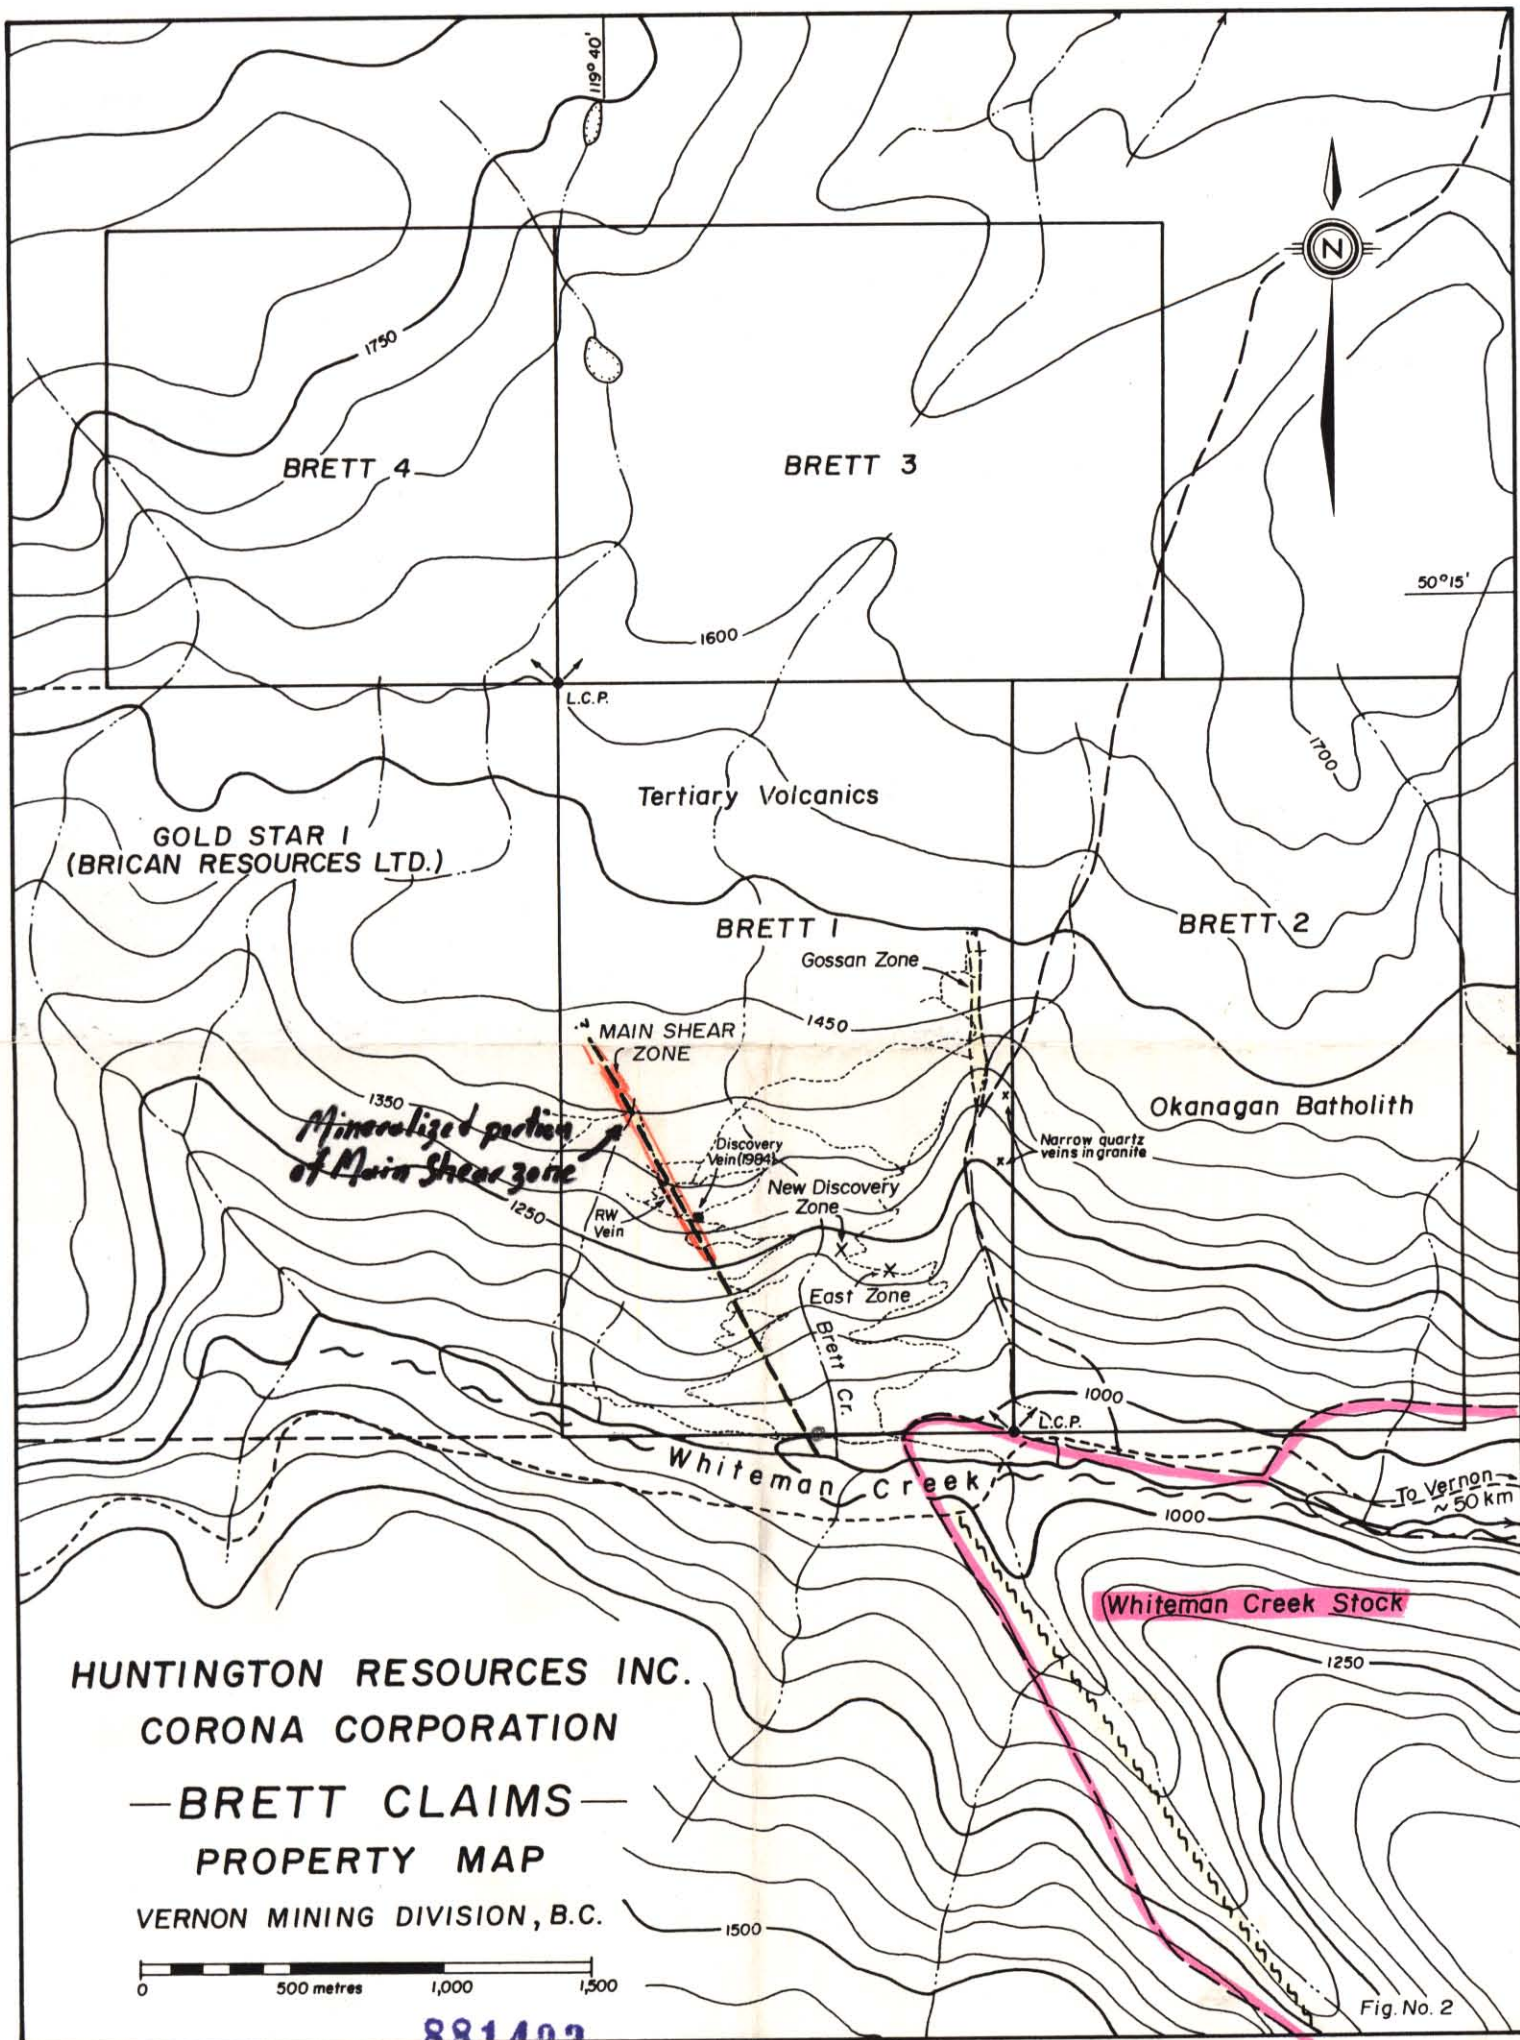 119° 40'
N
1750
BRETT 4
BRETT 3
50° 15'
1600
L.C.P.
1700
Tertiary Volcanics
GOLD STAR 1
(BRICAN RESOURCES LTD.)
BRETT 1
BRETT 2
Gossan Zone
1450
MAIN SHEAR
ZONE
1350
Mineralized portion
of Main Shear zone
Okanagan Batholith
Discovery
Vein (1984)
Narrow quartz
veins in granite
New Discovery
Zone
1250
RW
Vein
East Zone
Brett Cr.
1000
L.C.P.
Whiteman Creek
To Vernon
~ 50 km
1000
Whiteman Creek Stock
1250
HUNTINGTON RESOURCES INC.
CORONA CORPORATION
—BRETT CLAIMS—
PROPERTY MAP
VERNON MINING DIVISION, B.C.
1500
0 500 metres 1,000 1,500
Fig. No. 2